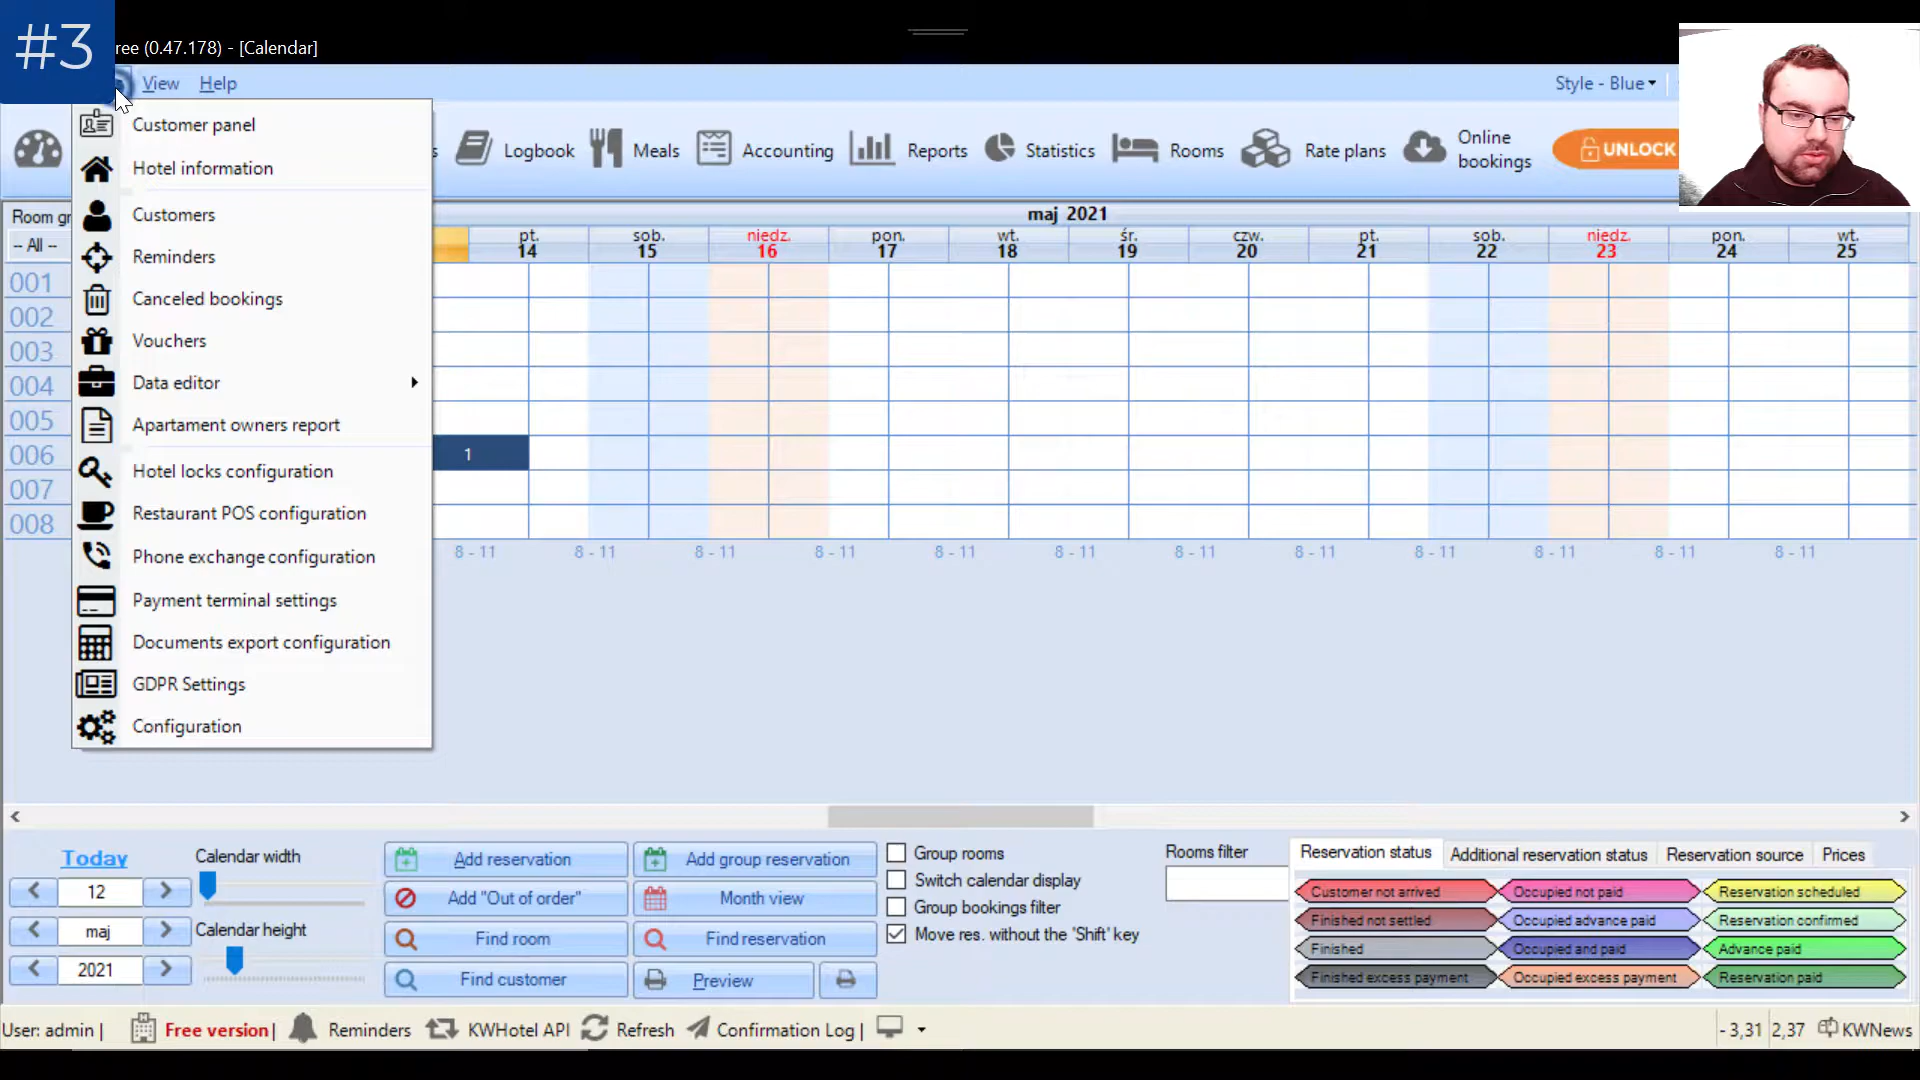 #3
ree (0.47.178) - [Calendar]
View Help
Style - Blue
Customer panel
Hotel information
Customers
Reminders
Canceled bookings
Vouchers
Data editor
Apartament owners report
Hotel locks configuration
Restaurant POS configuration
Phone exchange configuration
Payment terminal settings
Documents export configuration
GDPR Settings
Configuration
s Logbook Meals Accounting Reports Statistics Rooms Rate plans Online bookings UNLOCK
Room gr
-- All --
maj 2021
pt. sob. niedz. pon. wt. śr. czw. pt. sob. niedz. pon. wt.
14 15 16 17 18 19 20 21 22 23 24 25
001
002
003
004
005
006 1
007
008
8 - 11 8 - 11 8 - 11 8 - 11 8 - 11 8 - 11 8 - 11 8 - 11 8 - 11 8 - 11 8 - 11 8 - 11
Today
12
maj
2021
Calendar width
Calendar height
Add reservation
Add "Out of order"
Find room
Find customer
Add group reservation
Month view
Find reservation
Preview
Group rooms
Switch calendar display
Group bookings filter
Move res. without the 'Shift' key
Rooms filter
Reservation status Additional reservation status Reservation source Prices
Customer not arrived Occupied not paid Reservation scheduled
Finished not settled Occupied advance paid Reservation confirmed
Finished Occupied and paid Advance paid
Finished excess payment Occupied excess payment Reservation paid
User: admin | Free version | Reminders KWHotel API Refresh Confirmation Log | - 3,31 2,37 KWNews